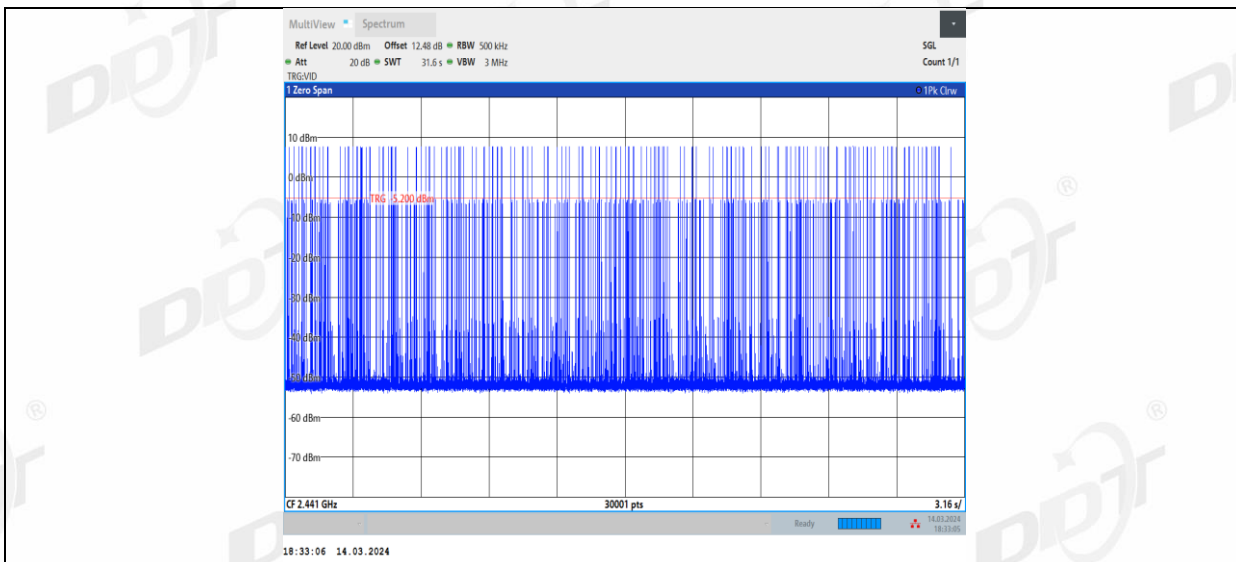 MultiView Spectrum
Ref Level 20.00 dBm Offset 12.48 dB RBW 500 kHz SGL
Att 20 dB SWT 31.6 s VBW 3 MHz Count 1/1
TRG:VID
1 Zero Span 1Pk Clrw
10 dBm
0 dBm
TRG -5.200 dBm
-10 dBm
-20 dBm
-30 dBm
-40 dBm
-50 dBm
-60 dBm
-70 dBm
CF 2.441 GHz 30001 pts 3.16 s/
Ready 14.03.2024
18:33:05
18:33:06 14.03.2024
DDT
®